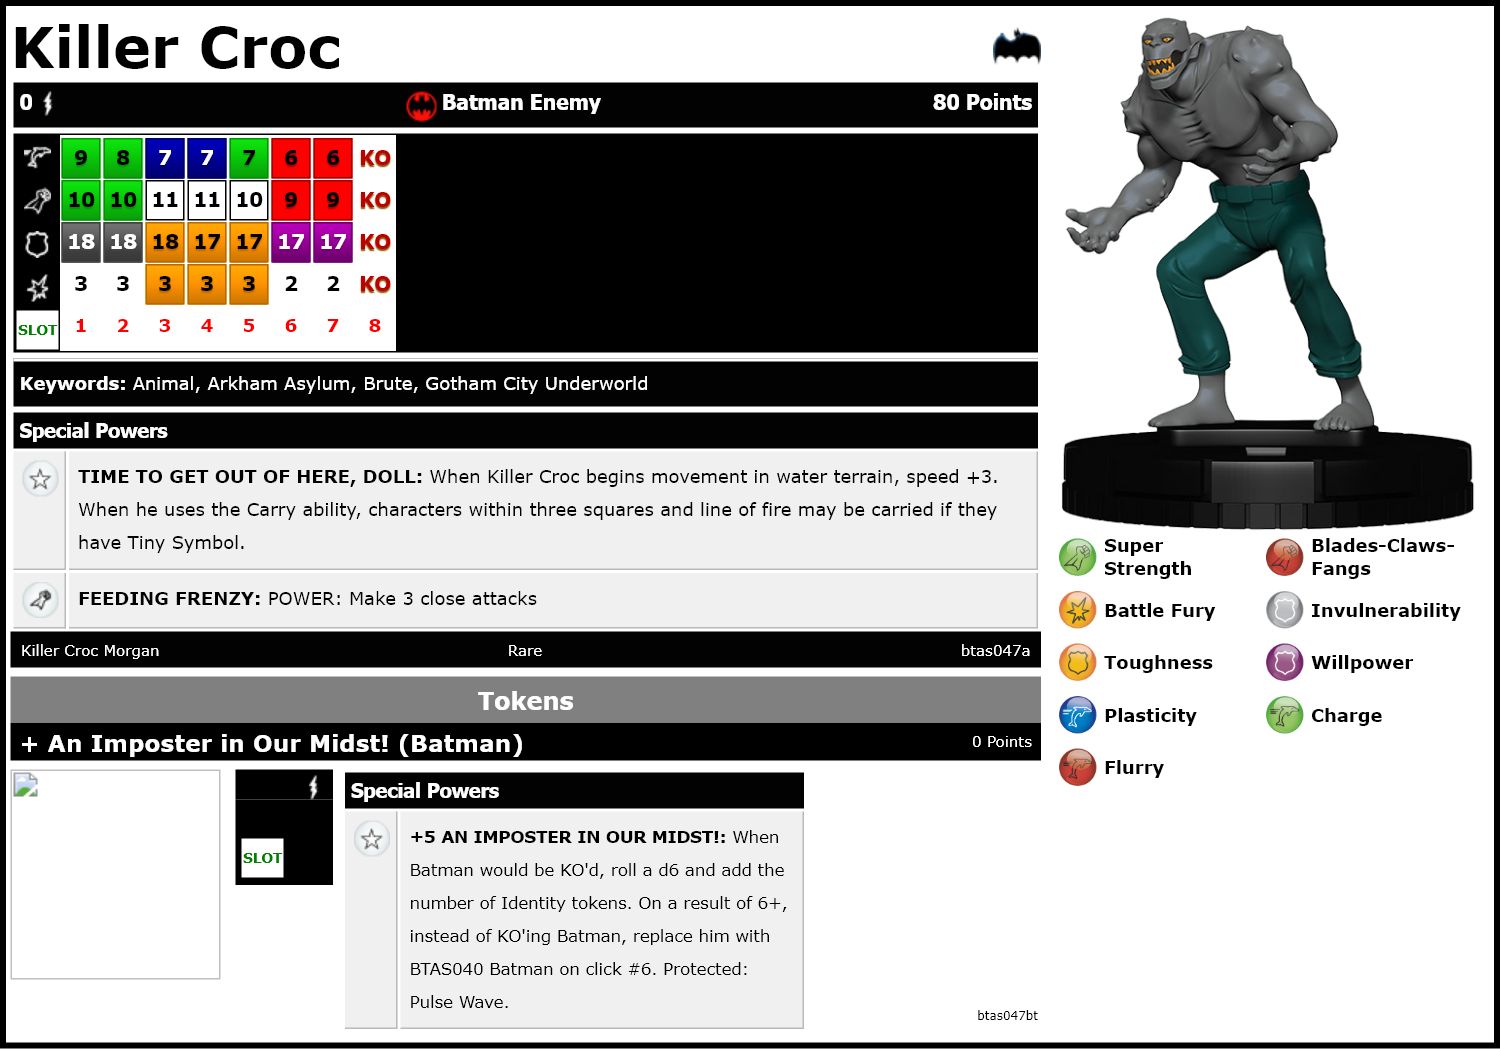 Killer Croc
0 Batman Enemy 80 Points
9 8 7 7 7 6 6 KO
10 10 11 11 10 9 9 KO
18 18 18 17 17 17 17 KO
3 3 3 3 3 2 2 KO
SLOT 1 2 3 4 5 6 7 8
Keywords: Animal, Arkham Asylum, Brute, Gotham City Underworld
Special Powers
TIME TO GET OUT OF HERE, DOLL: When Killer Croc begins movement in water terrain, speed +3.
When he uses the Carry ability, characters within three squares and line of fire may be carried if they
have Tiny Symbol.
FEEDING FRENZY: POWER: Make 3 close attacks
Killer Croc Morgan Rare btas047a
Super
Strength
Blades-Claws-
Fangs
Battle Fury
Invulnerability
Toughness
Willpower
Plasticity
Charge
Flurry
Tokens
+ An Imposter in Our Midst! (Batman) 0 Points
SLOT
Special Powers
+5 AN IMPOSTER IN OUR MIDST!: When
Batman would be KO'd, roll a d6 and add the
number of Identity tokens. On a result of 6+,
instead of KO'ing Batman, replace him with
BTAS040 Batman on click #6. Protected:
Pulse Wave.
btas047bt